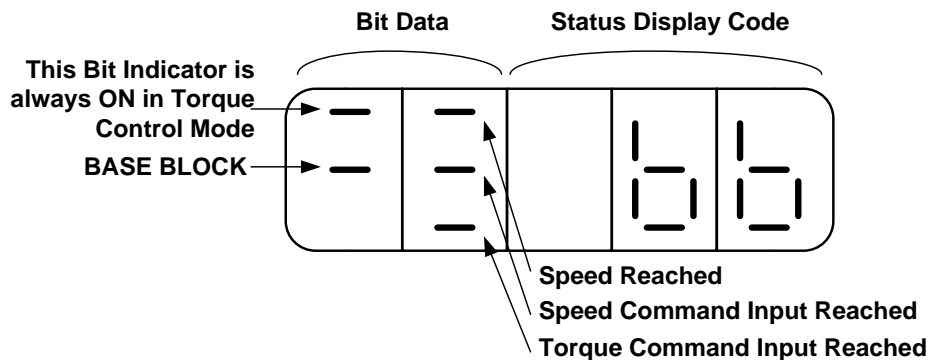 Bit Data
Status Display Code
This Bit Indicator is
always ON in Torque
Control Mode
BASE BLOCK
bb
Speed Reached
Speed Command Input Reached
Torque Command Input Reached